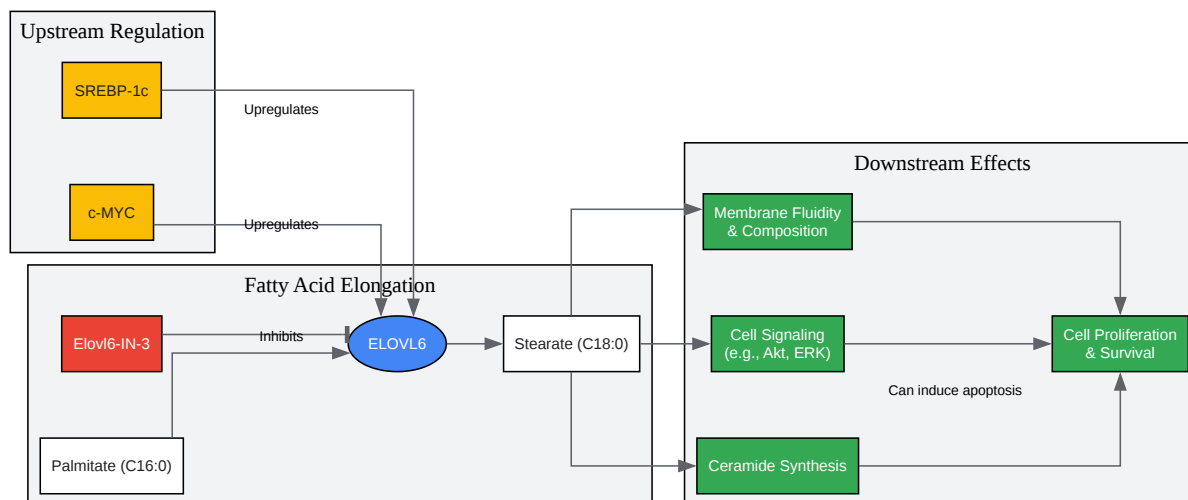 Upstream Regulation
SREBP-1c
Upregulates
c-MYC
Upregulates
Fatty Acid Elongation
Elovl6-IN-3
Inhibits
ELOVL6
Stearate (C18:0)
Palmitate (C16:0)
Downstream Effects
Membrane Fluidity
& Composition
Cell Signaling
(e.g., Akt, ERK)
Cell Proliferation
& Survival
Can induce apoptosis
Ceramide Synthesis